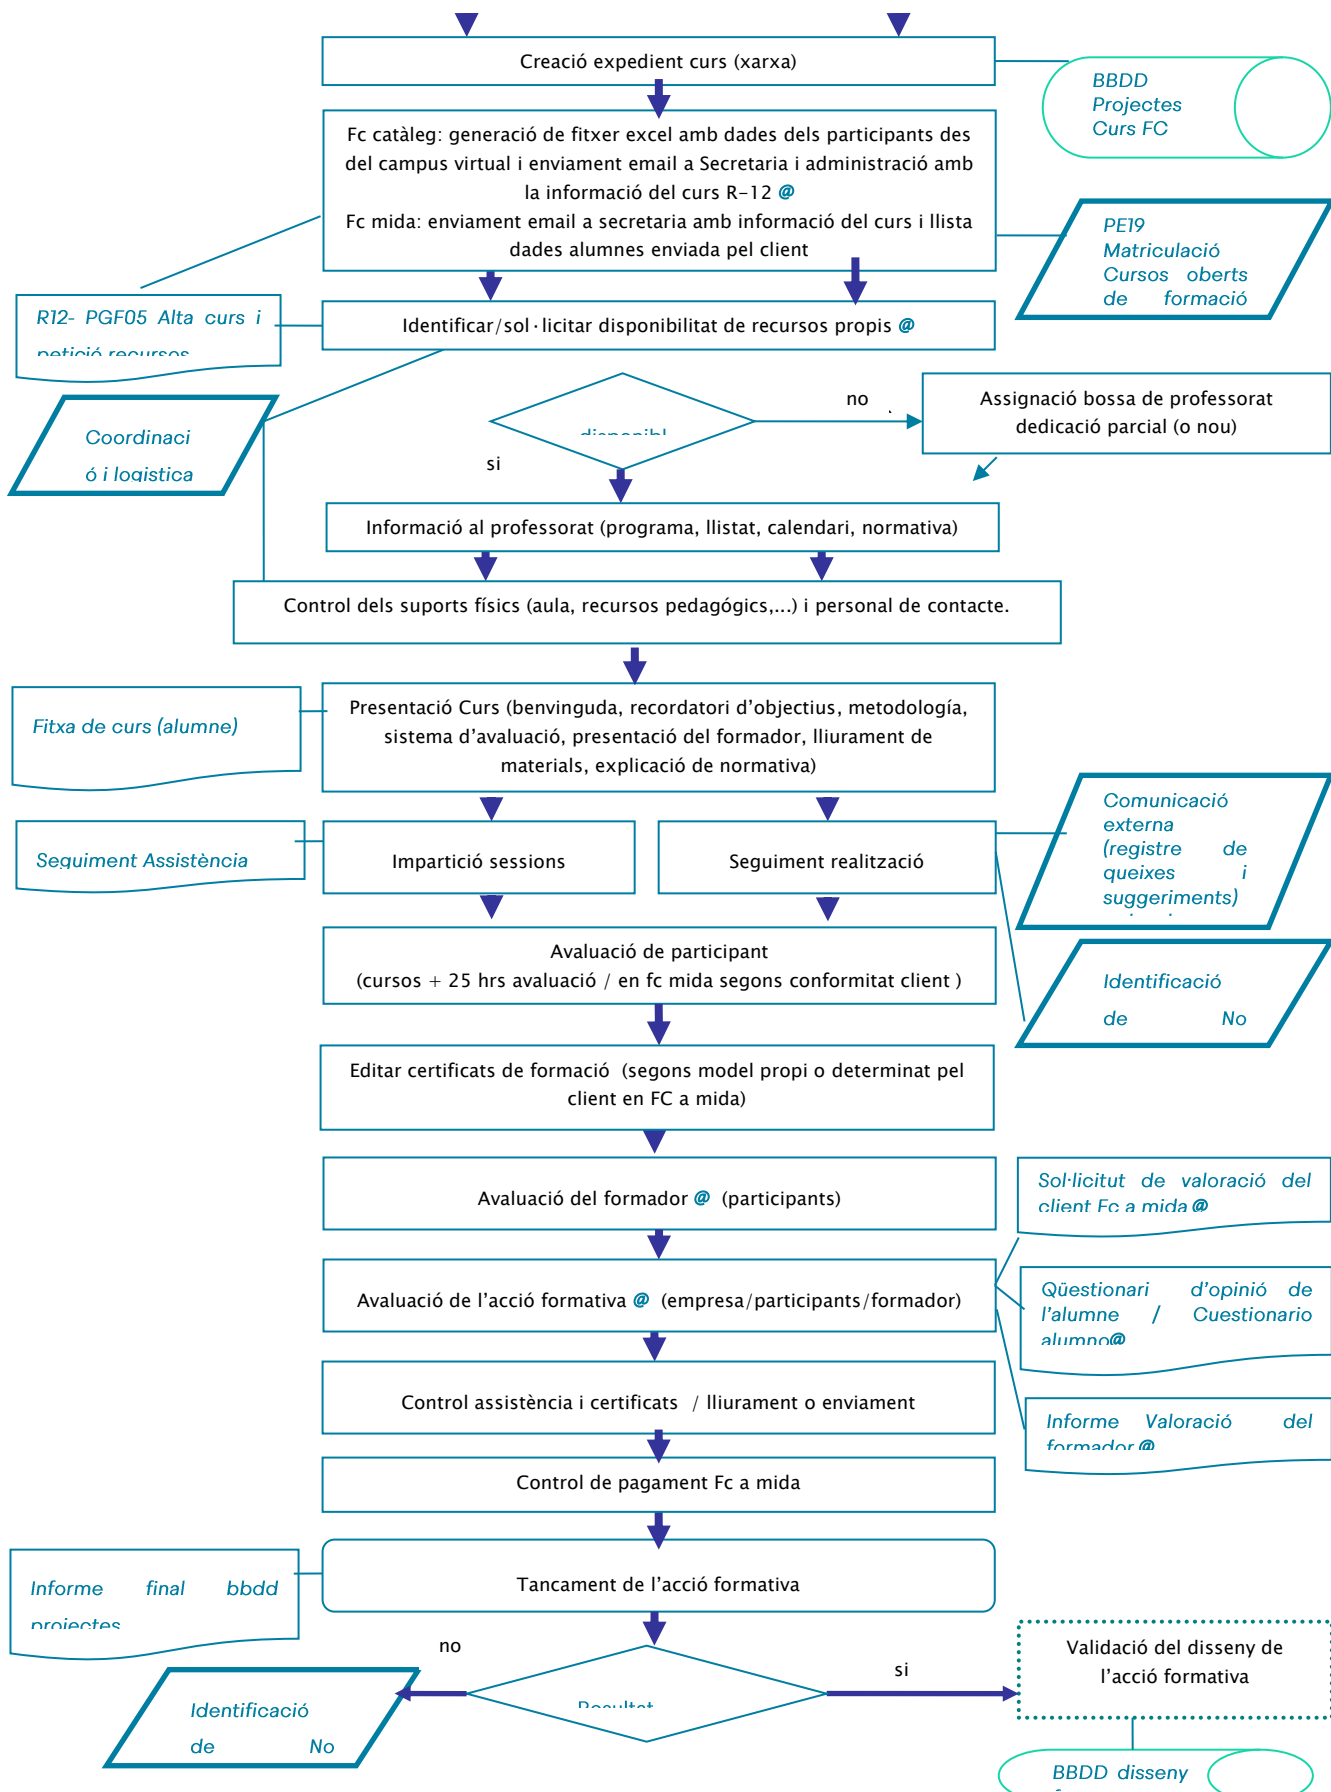 Creació expedient curs (xarxa)
BBDD
Projectes
Curs FC
Fc catàleg: generació de fitxer excel amb dades dels participants des
del campus virtual i enviament email a Secretaria i administració amb
la informació del curs R-12 @
Fc mida: enviament email a secretaria amb informació del curs i llista
dades alumnes enviada pel client
PE19
Matriculació
Cursos oberts
de formació
R12- PGF05 Alta curs i
petició recursos
Identificar/sol·licitar disponibilitat de recursos propis @
Coordinaci
ó i logistica
no
Assignació bossa de professorat
dedicació parcial (o nou)
disponibl
si
Informació al professorat (programa, llistat, calendari, normativa)
Control dels suports físics (aula, recursos pedagógics,...) i personal de contacte.
Fitxa de curs (alumne)
Presentació Curs (benvinguda, recordatori d'objectius, metodología,
sistema d'avaluació, presentació del formador, lliurament de
materials, explicació de normativa)
Seguiment Assistència
Impartició sessions
Seguiment realització
Comunicació
externa
(registre de
queixes i
suggeriments)
Avaluació de participant
(cursos + 25 hrs avaluació / en fc mida segons conformitat client )
Identificació
de No
Editar certificats de formació (segons model propi o determinat pel
client en FC a mida)
Avaluació del formador @ (participants)
Sol·licitut de valoració del
client Fc a mida @
Avaluació de l'acció formativa @ (empresa/participants/formador)
Qüestionari d'opinió de
l'alumne / Cuestionario
alumno@
Control assistència i certificats / lliurament o enviament
Informe Valoració del
formador @
Control de pagament Fc a mida
Informe final bbdd
projectes
Tancament de l'acció formativa
no
si
Validació del disseny de
l'acció formativa
Resultat
Identificació
de No
BBDD disseny